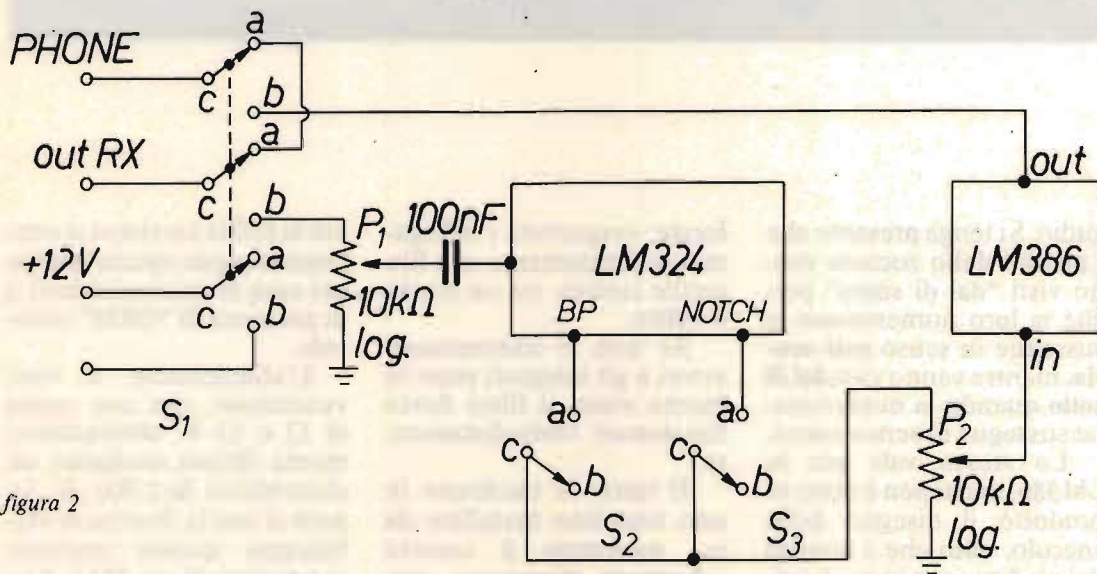 PHONE
a
c
b
out RX
a
c
b
+12V
a
c
b
S1
P1
10kΩ
log.
100nF
LM324
BP
NOTCH
a
c
b
S2
a
b
S3
out
LM386
in
P2
10kΩ
log.
figura 2